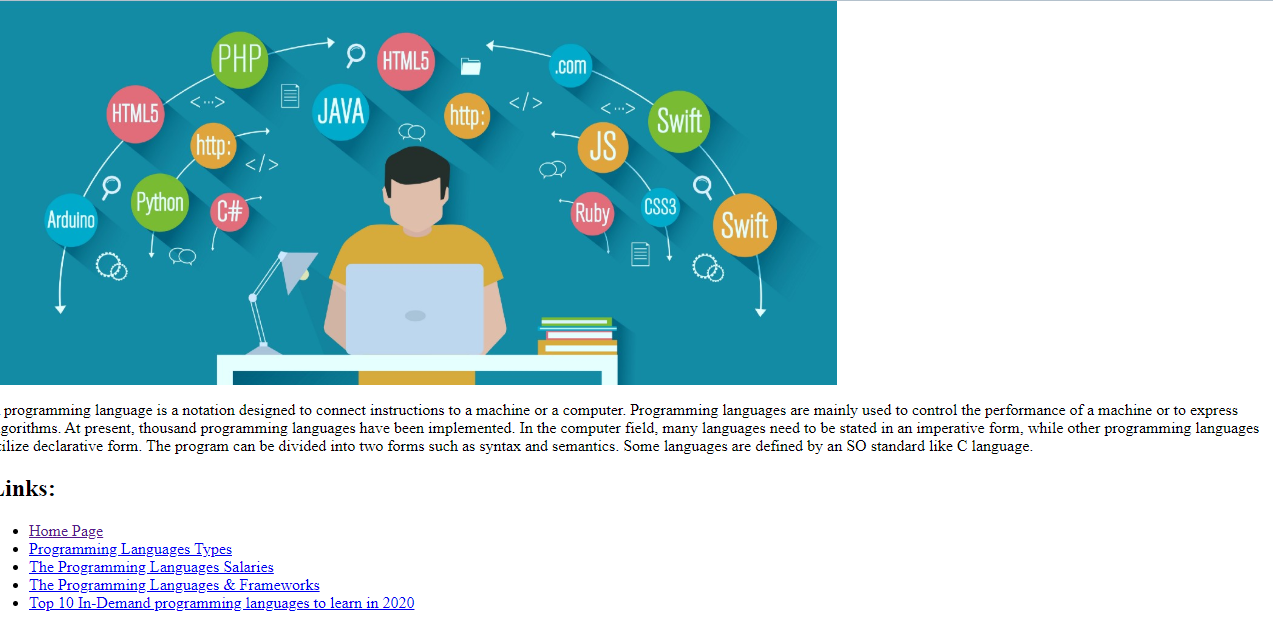 PHP
HTML5
.com
HTML5
JAVA
http:
Swift
http:
JS
Arduino
Python
C#
Ruby
CSS3
Swift
programming language is a notation designed to connect instructions to a machine or a computer. Programming languages are mainly used to control the performance of a machine or to express
gorithms. At present, thousand programming languages have been implemented. In the computer field, many languages need to be stated in an imperative form, while other programming languages
ilize declarative form. The program can be divided into two forms such as syntax and semantics. Some languages are defined by an SO standard like C language.
Links:
Home Page
Programming Languages Types
The Programming Languages Salaries
The Programming Languages & Frameworks
Top 10 In-Demand programming languages to learn in 2020